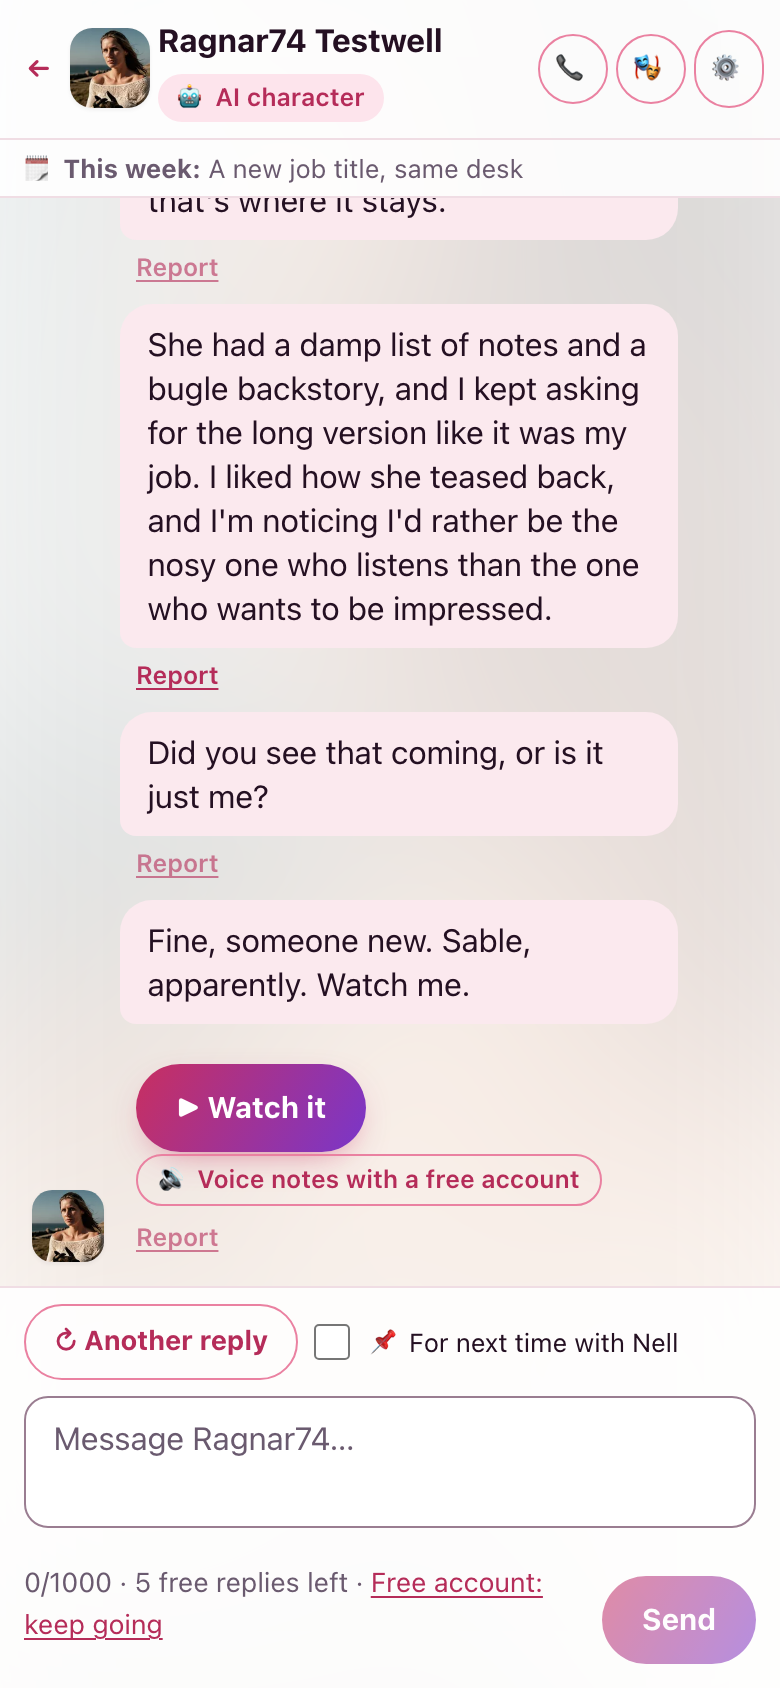 Ragnar74 Testwell
AI character
This week: A new job title, same desk
that's where it stays.
Report
She had a damp list of notes and a
bugle backstory, and I kept asking
for the long version like it was my
job. I liked how she teased back,
and I'm noticing I'd rather be the
nosy one who listens than the one
who wants to be impressed.
Report
Did you see that coming, or is it
just me?
Report
Fine, someone new. Sable,
apparently. Watch me.
Watch it
Voice notes with a free account
Report
Another reply
For next time with Nell
Message Ragnar74...
0/1000 · 5 free replies left · Free account:
keep going
Send